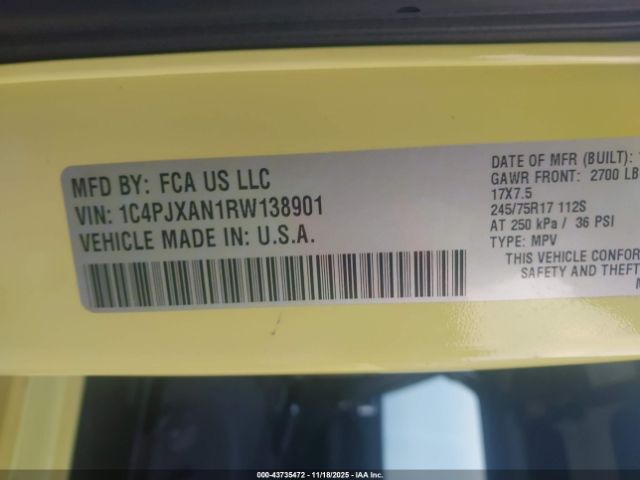 MFD BY: FCA US LLC
VIN: 1C4PJXAN1RW138901
VEHICLE MADE IN: U.S.A.
DATE OF MFR (BUILT):
GAWR FRONT: 2700 LB
17X7.5
245/75R17 112S
AT 250 kPa / 36 PSI
TYPE: MPV
THIS VEHICLE CONFOR
SAFETY AND THEFT
© IAA - 43735472 - 11/18/2025 - IAAI.com